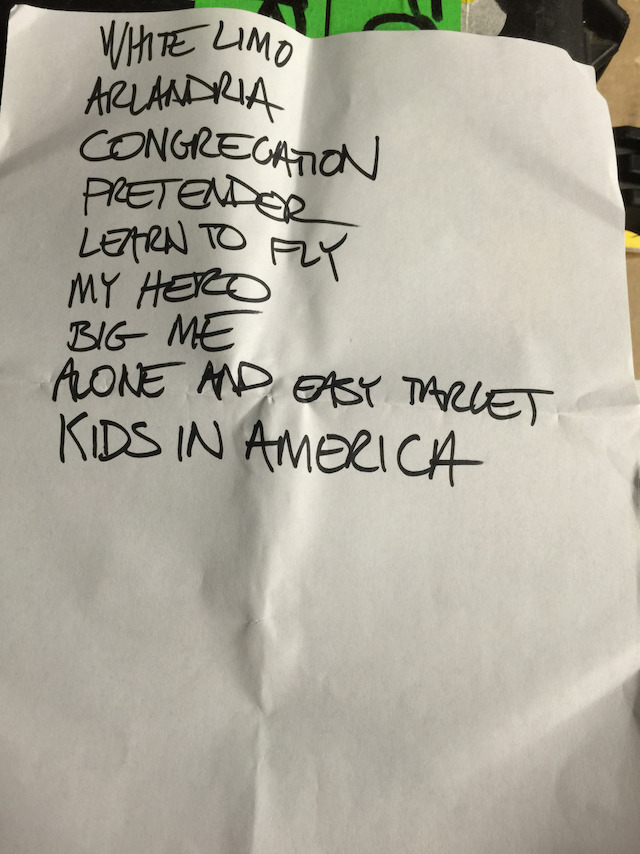 WHITE LIMO
ARLANDRIA
CONGREGATION
PRETENDER
LEARN TO FLY
MY HERO
BIG ME
ALONE AND EASY TARGET
KIDS IN AMERICA